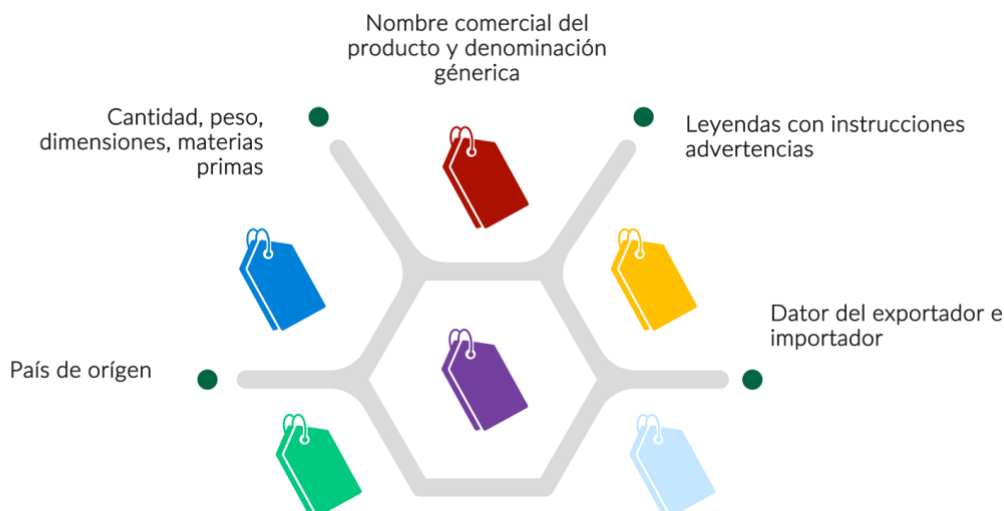 Nombre comercial del
producto y denominación
génerica
Cantidad, peso,
dimensiones, materias
primas
Leyendas con instrucciones
advertencias
Dator del exportador e
importador
País de orígen